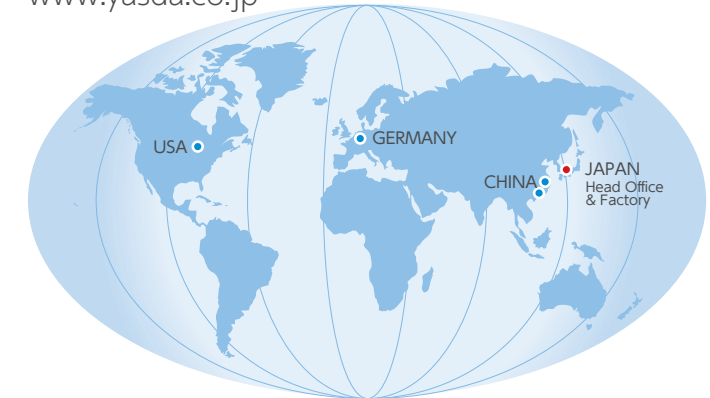 www.yasda.co.jp
USA
GERMANY
CHINA
JAPAN
Head Office
& Factory